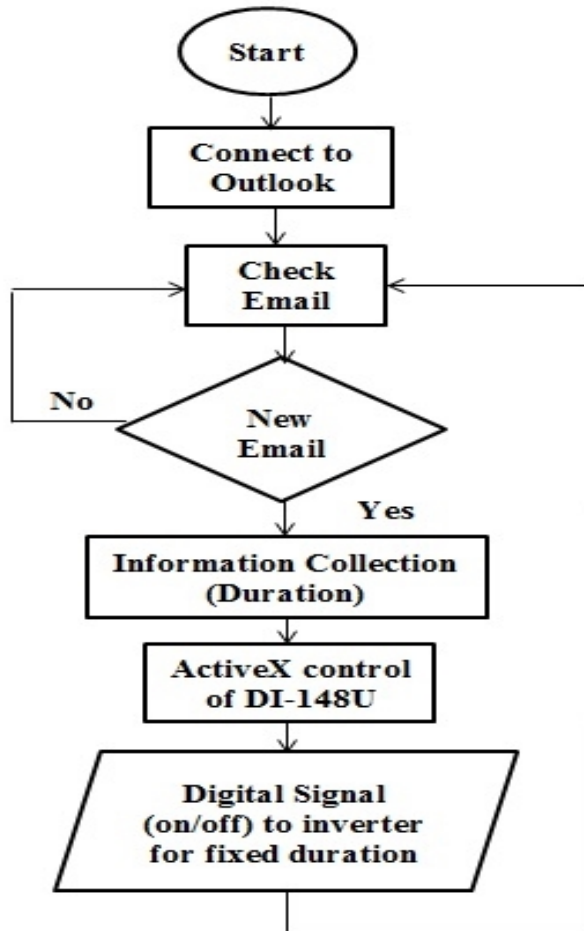 Start
Connect to
Outlook
Check
Email
No
New
Email
Yes
Information Collection
(Duration)
ActiveX control
of DI-148U
Digital Signal
(on/off) to inverter
for fixed duration